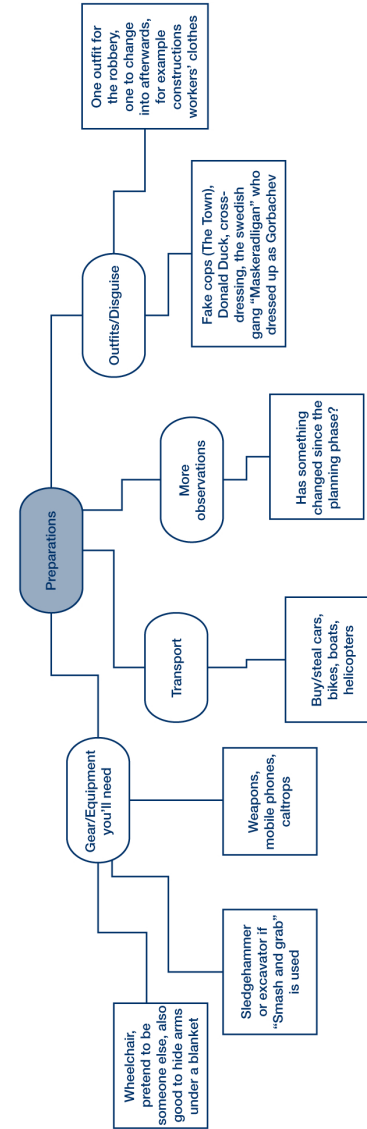 Preparations
Gear/Equipment
you'll need
Transport
More
observations
Outfits/Disguise
Wheelchair,
pretend to be
someone else, also
good to hide arms
under a blanket
Sledgehammer
or excavator if
“Smash and grab”
is used
Weapons,
mobile phones,
caltrops
Buy/steal cars,
bikes, boats,
helicopters
Has something
changed since the
planning phase?
Fake cops (The Town),
Donald Duck, cross-
dressing, the swedish
gang “Maskeradligan” who
dressed up as Gorbachev
One outfit for
the robbery,
one to change
into afterwards,
for example
constructions
workers’ clothes